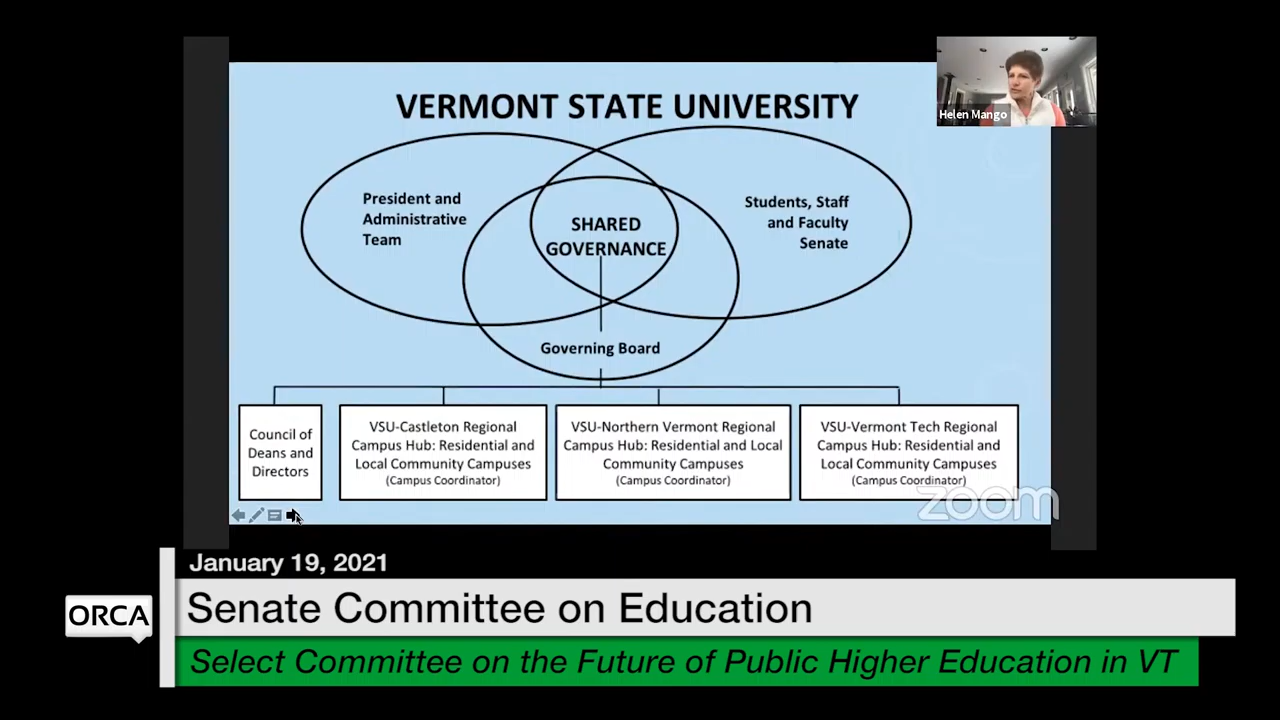 VERMONT STATE UNIVERSITY
Helen Mango
President and
Administrative
Team
SHARED
GOVERNANCE
Students, Staff
and Faculty
Senate
Governing Board
Council of
Deans and
Directors
VSU-Castleton Regional
Campus Hub: Residential and
Local Community Campuses
(Campus Coordinator)
VSU-Northern Vermont Regional
Campus Hub: Residential and Local
Community Campuses
(Campus Coordinator)
VSU-Vermont Tech Regional
Campus Hub: Residential and
Local Community Campuses
(Campus Coordinator)
zoom
January 19, 2021
ORCA
Senate Committee on Education
Select Committee on the Future of Public Higher Education in VT